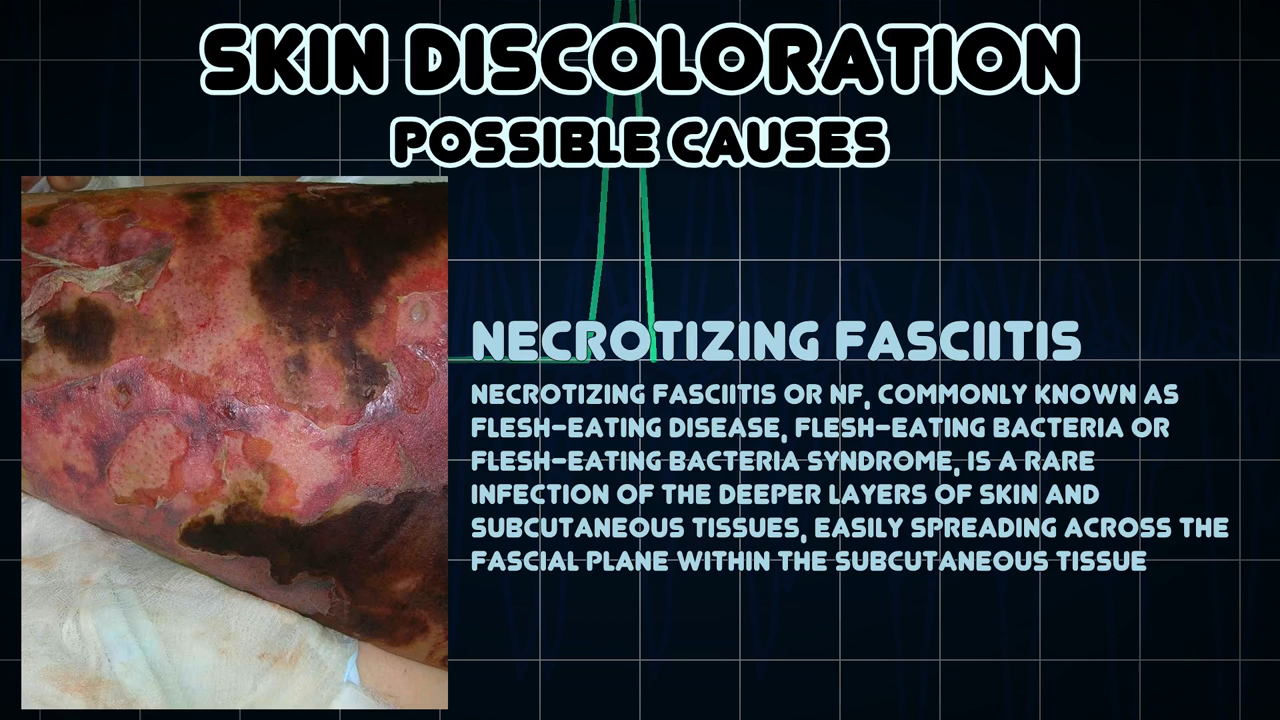 SKIN DISCOLORATION
POSSIBLE CAUSES
NECROTIZING FASCIITIS
NECROTIZING FASCIITIS OR NF, COMMONLY KNOWN AS
FLESH-EATING DISEASE, FLESH-EATING BACTERIA OR
FLESH-EATING BACTERIA SYNDROME, IS A RARE
INFECTION OF THE DEEPER LAYERS OF SKIN AND
SUBCUTANEOUS TISSUES, EASILY SPREADING ACROSS THE
FASCIAL PLANE WITHIN THE SUBCUTANEOUS TISSUE